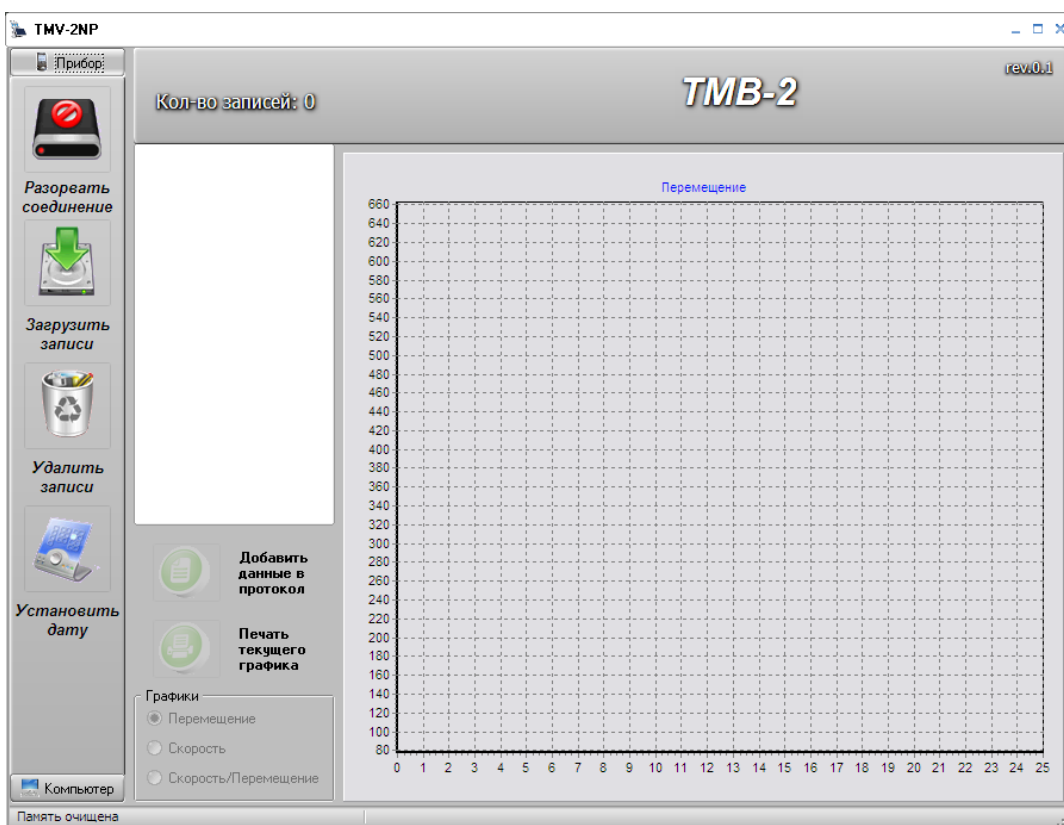 TMV-2NP
Прибор
rev.0.1
Кол-во записей: 0
ТМВ-2
Разорвать
соединение
Загрузить
записи
Удалить
записи
Установить
дату
Компьютер
Добавить
данные в
протокол
Печать
текущего
графика
Графики
Перемещение
Скорость
Скорость/Перемещение
Перемещение
660
640
620
600
580
560
540
520
500
480
460
440
420
400
380
360
340
320
300
280
260
240
220
200
180
160
140
120
100
80
0 1 2 3 4 5 6 7 8 9 10 11 12 13 14 15 16 17 18 19 20 21 22 23 24 25
Память очищена